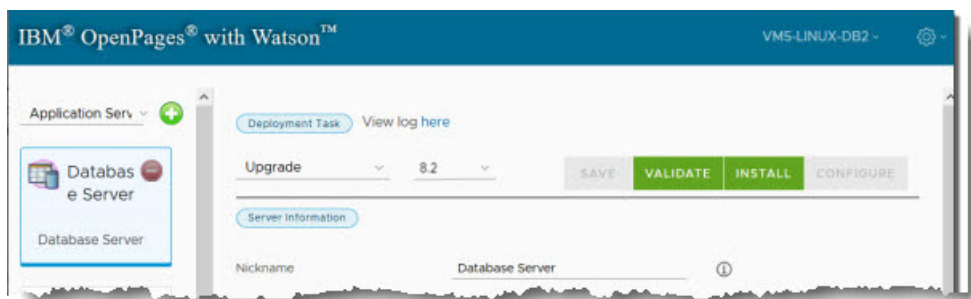 IBM® OpenPages® with Watson™
VM5-LINUX-DB2
Application Serv
Deployment Task View log here
Upgrade 8.2 SAVE VALIDATE INSTALL CONFIGURE
Databas
e Server
Database Server
Server Information
Nickname Database Server